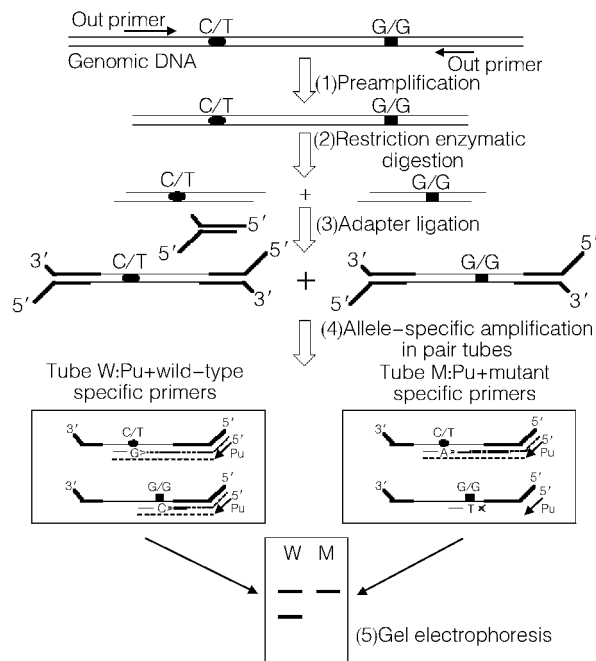 Out primer
C/T
G/G
Genomic DNA
Out primer
(1)Preamplification
C/T
G/G
(2)Restriction enzymatic
digestion
C/T
+
G/G
5′
5′
(3)Adapter ligation
3′
C/T
5′
5′
3′
+
3′
G/G
5′
5′
3′
(4)Allele-specific amplification
in pair tubes
Tube W:Pu+wild-type
specific primers
Tube M:Pu+mutant
specific primers
3′
C/T
5′
5′
G
Pu
3′
G/G
5′
5′
C
Pu
3′
C/T
5′
5′
A
Pu
3′
G/G
5′
5′
T
Pu
W M
(5)Gel electrophoresis